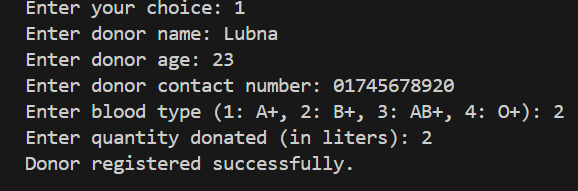 Enter your choice: 1
Enter donor name: Lubna
Enter donor age: 23
Enter donor contact number: 01745678920
Enter blood type (1: A+, 2: B+, 3: AB+, 4: O+): 2
Enter quantity donated (in liters): 2
Donor registered successfully.